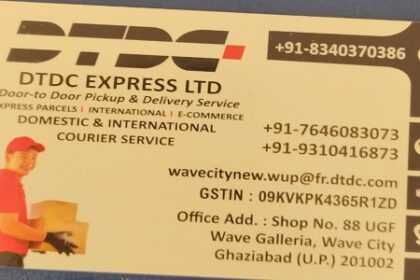 DTDC
+91-8340370386
DTDC EXPRESS LTD
Door-to Door Pickup & Delivery Service
EXPRESS PARCELS I INTERNATIONAL I E-COMMERCE
DOMESTIC & INTERNATIONAL
COURIER SERVICE
+91-7646083073
+91-9310416873
wavecitynew.wup@fr.dtdc.com
GSTIN : 09KVKPK4365R1ZD
Office Add. : Shop No. 88 UGF
Wave Galleria, Wave City
Ghaziabad (U.P.) 201002